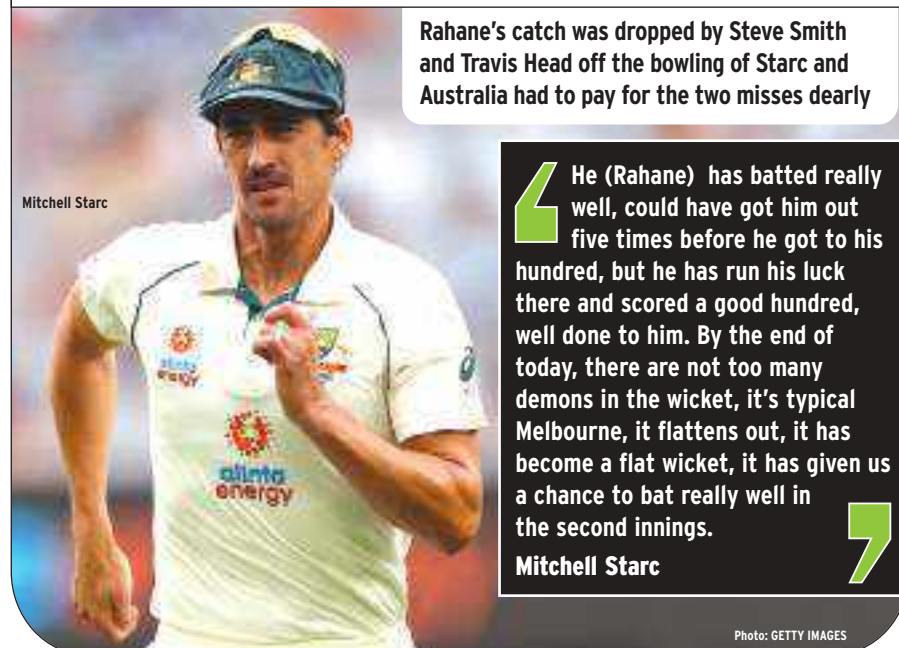 Rahane's catch was dropped by Steve Smith
and Travis Head off the bowling of Starc and
Australia had to pay for the two misses dearly
Mitchell Starc
‘ He (Rahane) has batted really
well, could have got him out
five times before he got to his
hundred, but he has run his luck
there and scored a good hundred,
well done to him. By the end of
today, there are not too many
demons in the wicket, it's typical
Melbourne, it flattens out, it has
become a flat wicket, it has given us
a chance to bat really well in
the second innings. ’
Mitchell Starc
alinta
energy
alinta
energy
Photo: GETTY IMAGES